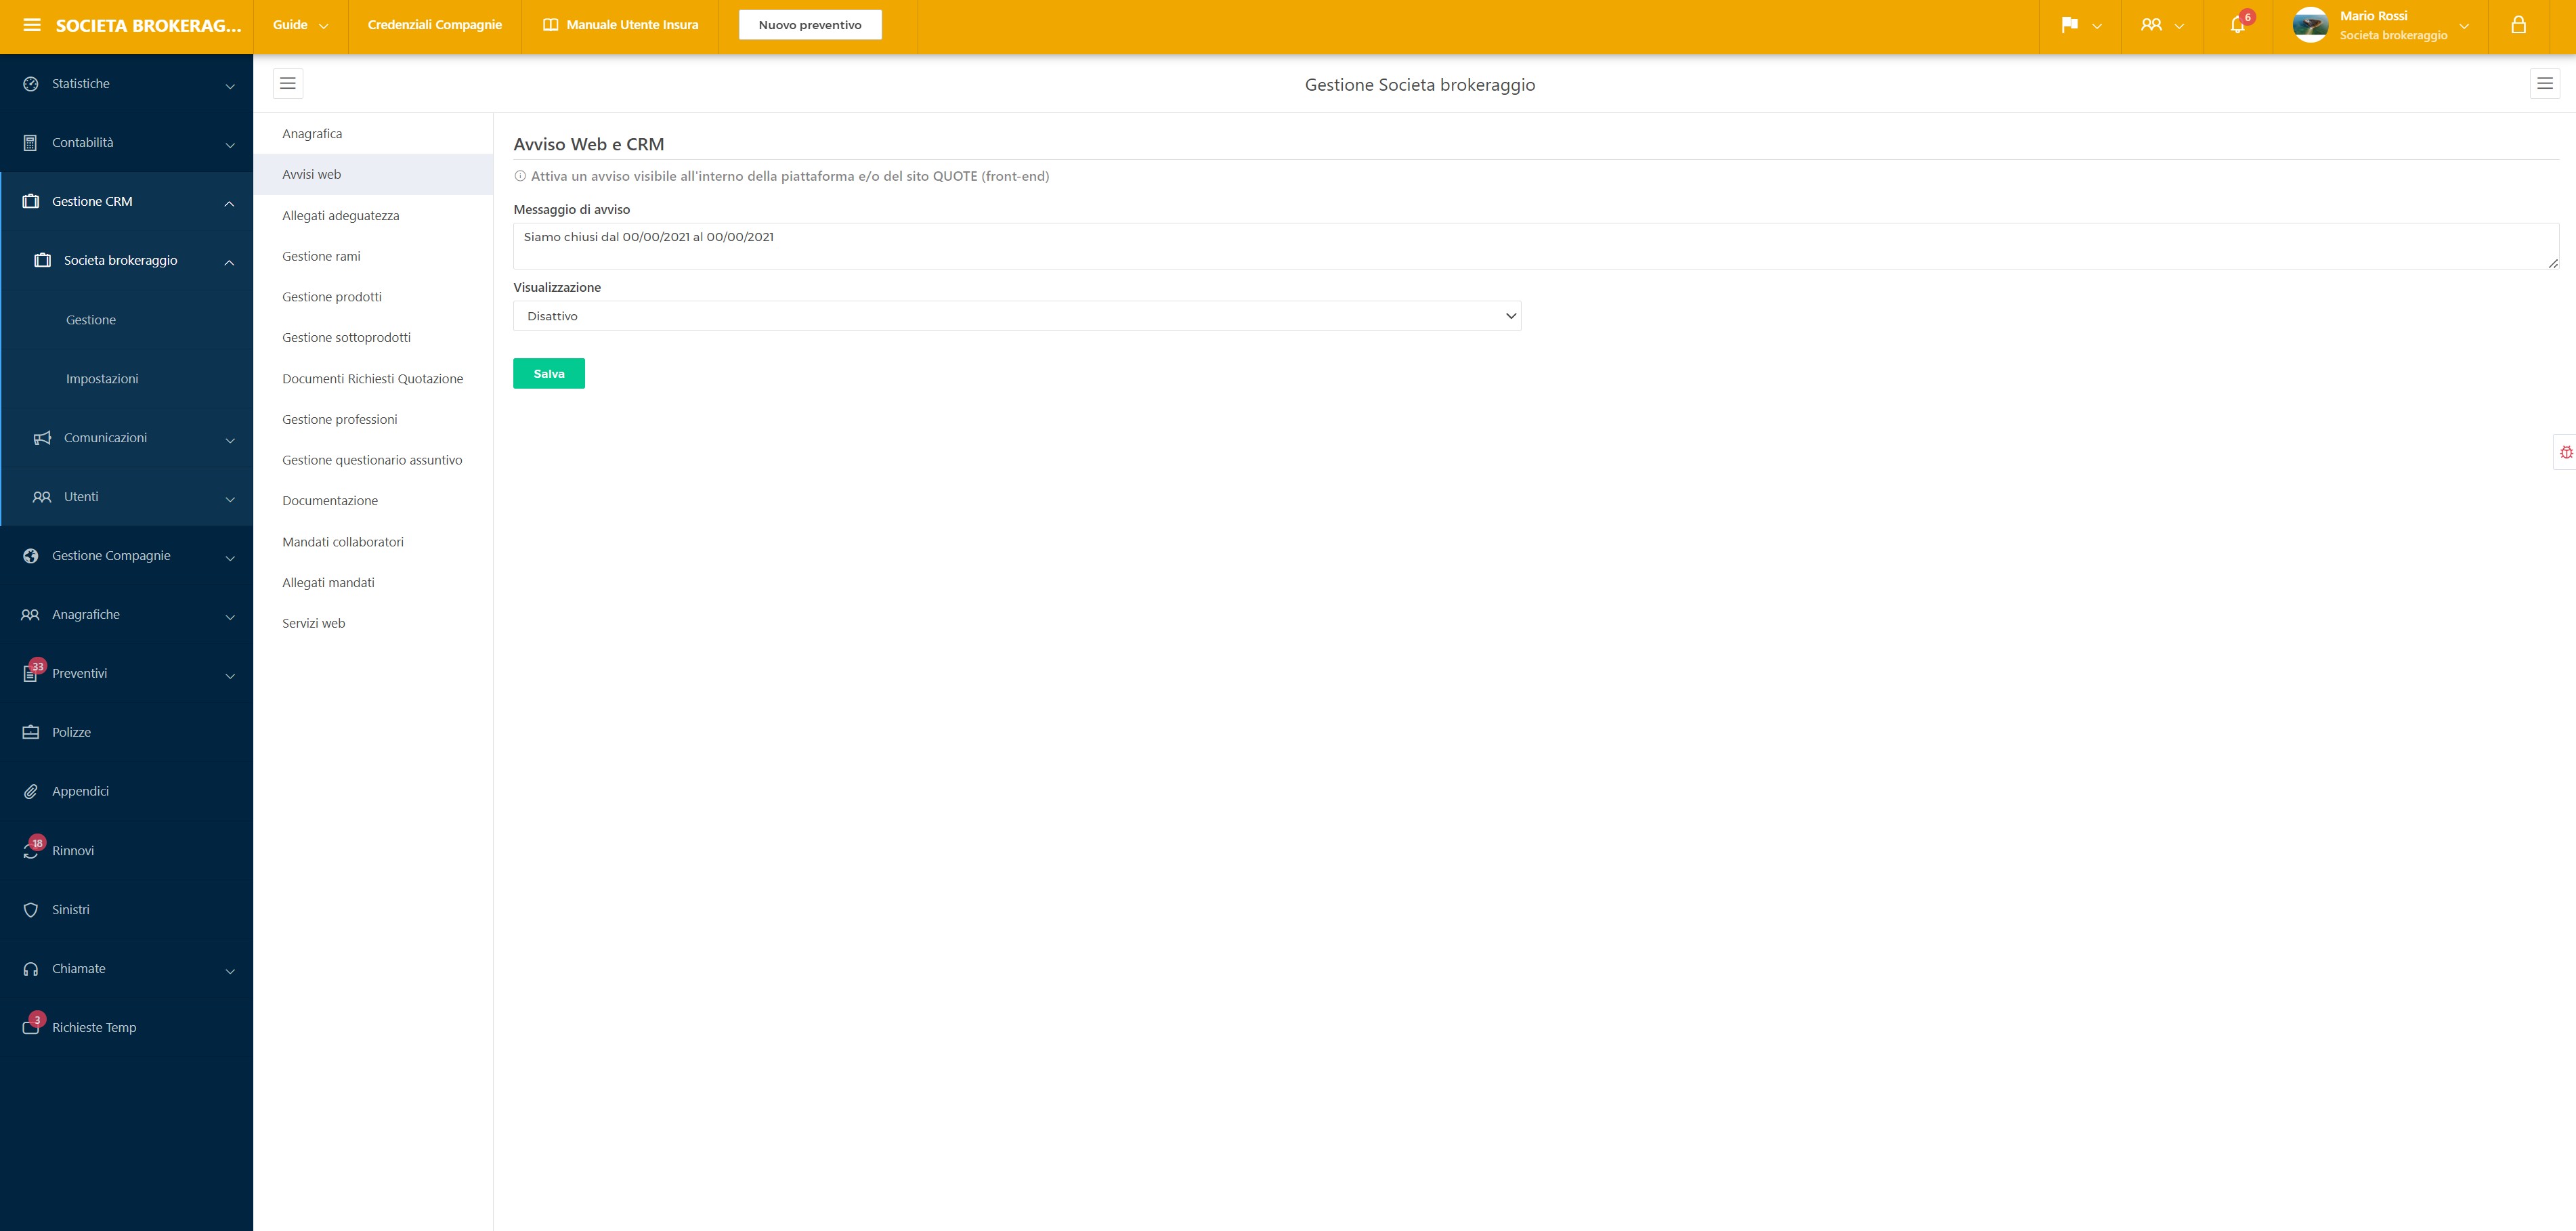 SOCIETA BROKERAG...
Guide
Credenziali Compagnie
Manuale Utente Insura
Nuovo preventivo
6
Mario Rossi
Societa brokeraggio
Statistiche
Contabilità
Gestione CRM
Societa brokeraggio
Gestione
Impostazioni
Comunicazioni
Utenti
Gestione Compagnie
Anagrafiche
33
Preventivi
Polizze
Appendici
18
Rinnovi
Sinistri
Chiamate
3
Richieste Temp
Gestione Societa brokeraggio
Anagrafica
Avvisi web
Allegati adeguatezza
Gestione rami
Gestione prodotti
Gestione sottoprodotti
Documenti Richiesti Quotazione
Gestione professioni
Gestione questionario assuntivo
Documentazione
Mandati collaboratori
Allegati mandati
Servizi web
Avviso Web e CRM
Attiva un avviso visibile all'interno della piattaforma e/o del sito QUOTE (front-end)
Messaggio di avviso
Siamo chiusi dal 00/00/2021 al 00/00/2021
Visualizzazione
Disattivo
Salva